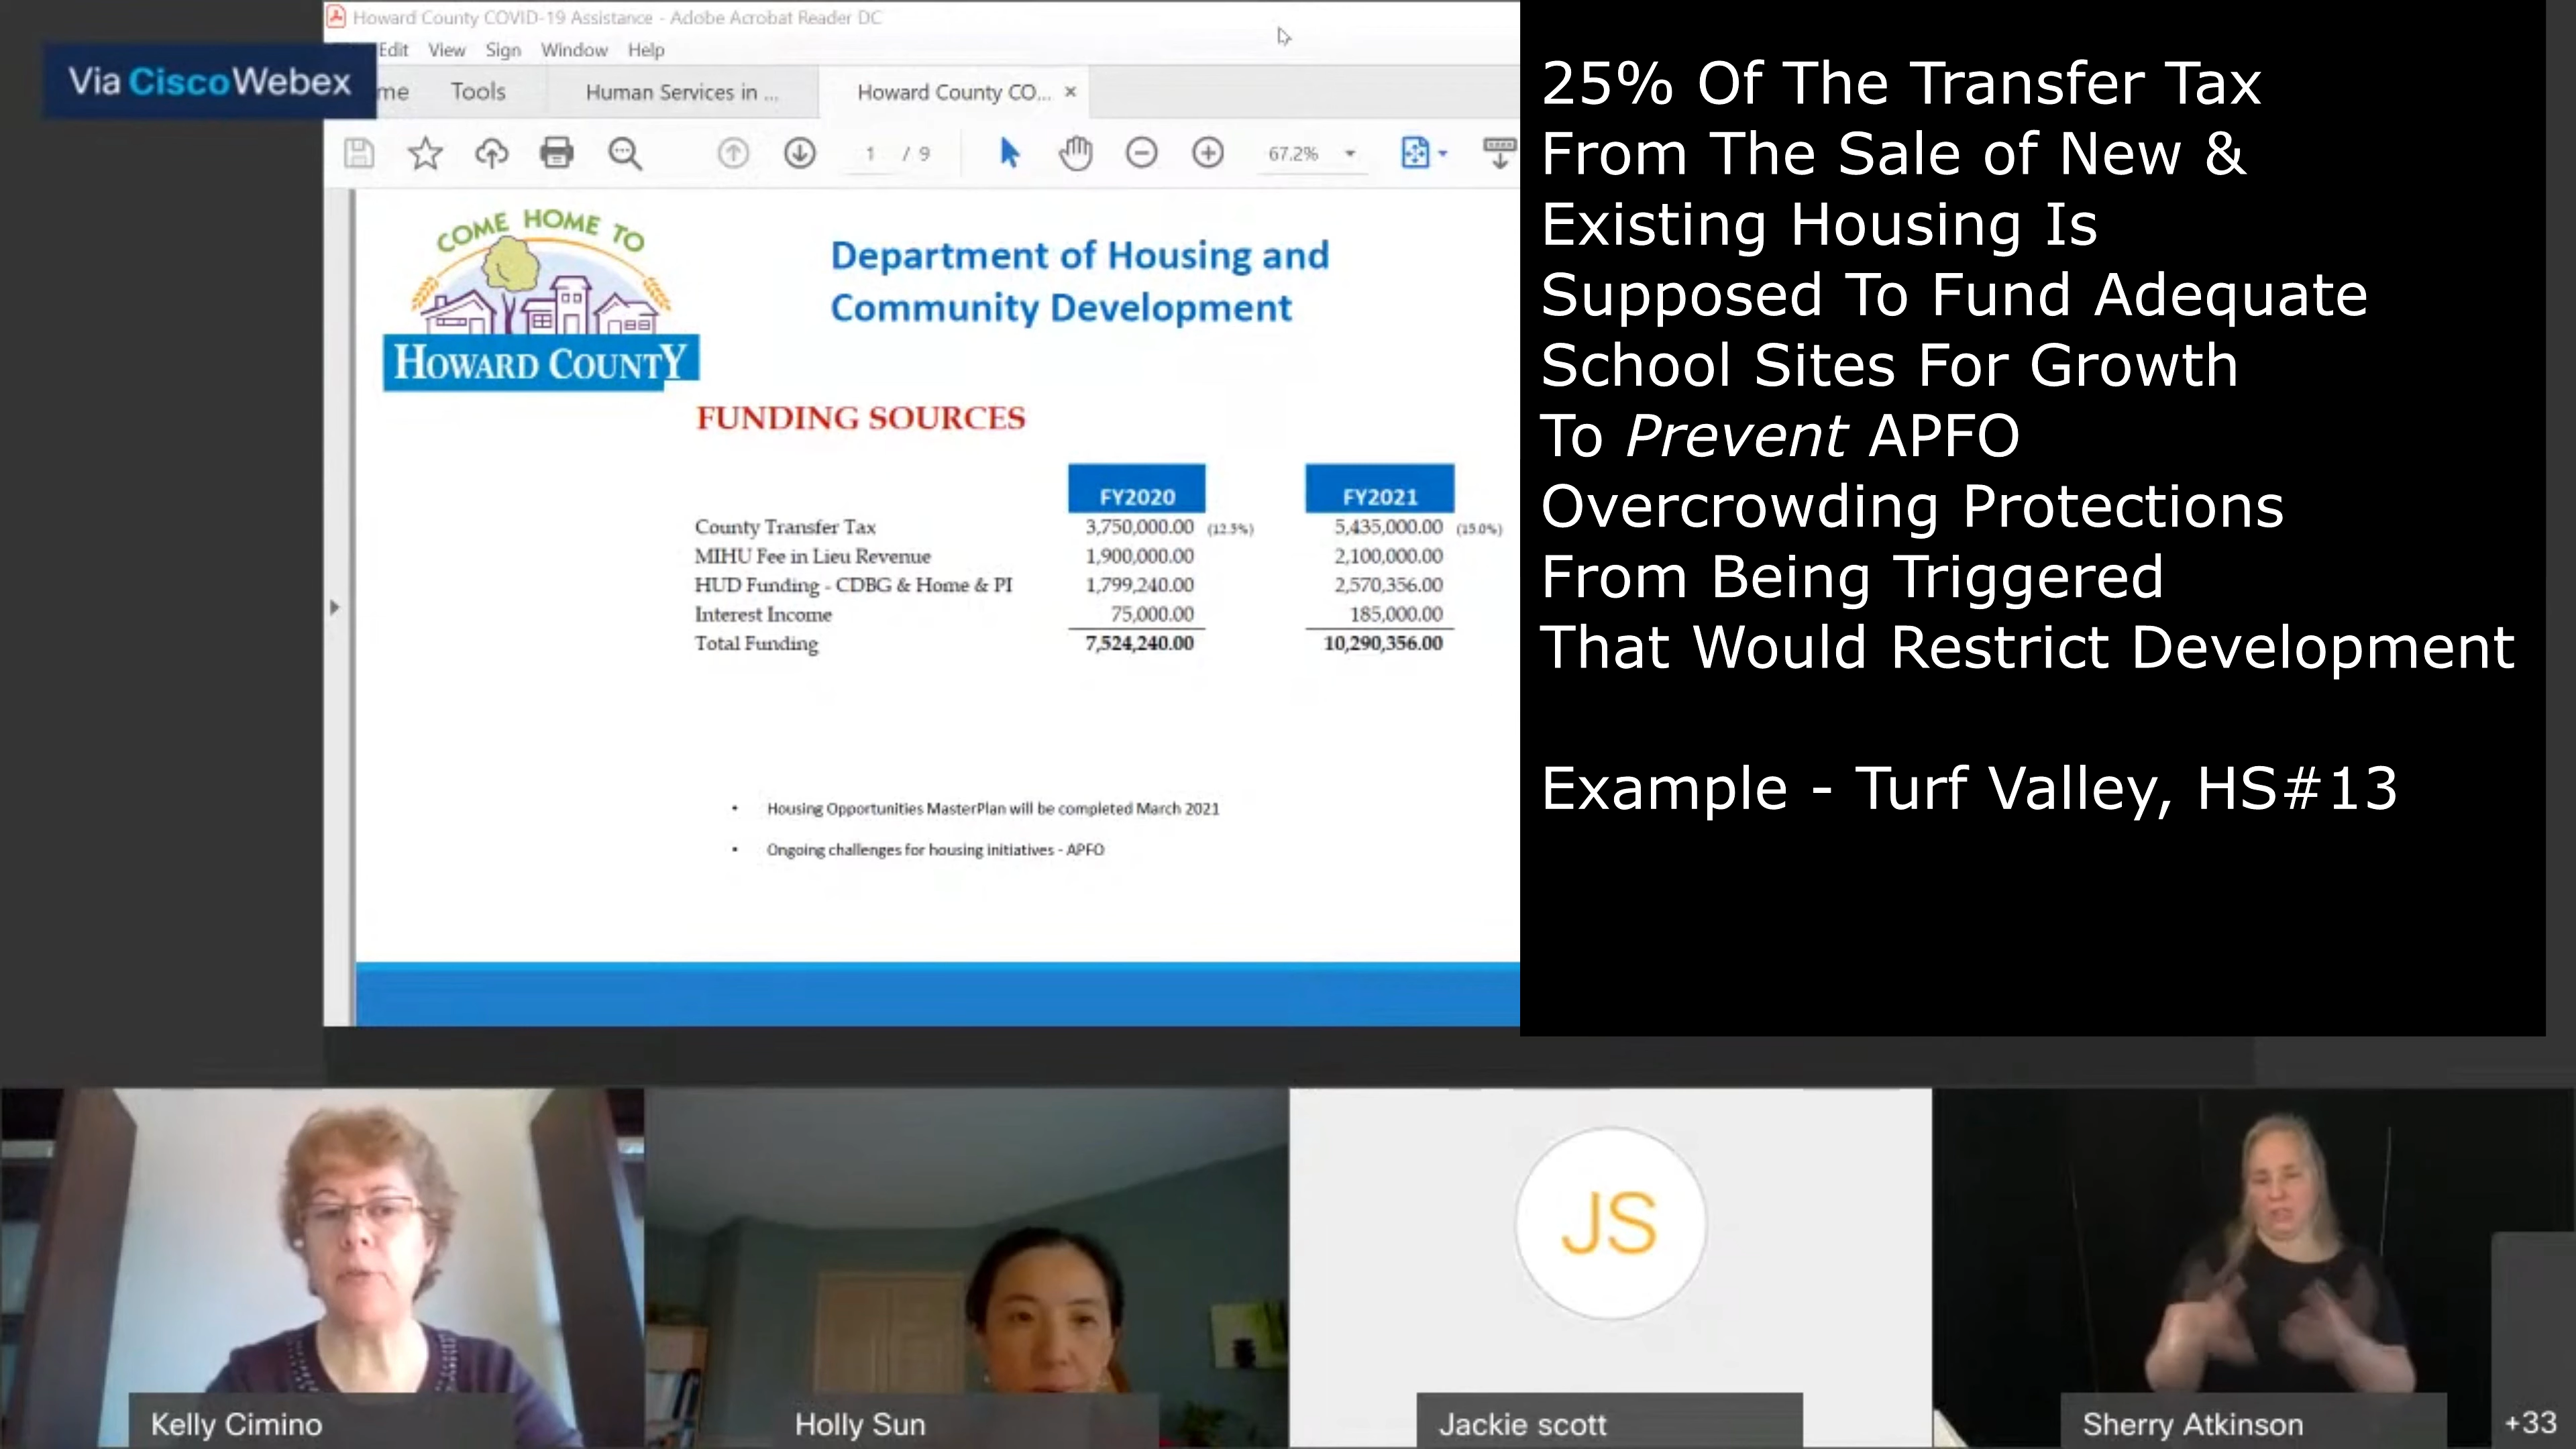 Howard County COVID-19 Assistance - Adobe Acrobat Reader DC
Edit View Sign Window Help
Via CiscoWebex
me Tools Human Services in ... Howard County CO... ×
1 / 9 67.2%
COME HOME TO
HOWARD COUNTY
Department of Housing and
Community Development
FUNDING SOURCES
FY2020 FY2021
County Transfer Tax 3,750,000.00 (12.5%) 5,435,000.00 (15.0%)
MIHU Fee in Lieu Revenue 1,900,000.00 2,100,000.00
HUD Funding - CDBG & Home & PI 1,799,240.00 2,570,356.00
Interest Income 75,000.00 185,000.00
Total Funding 7,524,240.00 10,290,356.00
• Housing Opportunities MasterPlan will be completed March 2021
• Ongoing challenges for housing initiatives - APFO
25% Of The Transfer Tax
From The Sale of New &
Existing Housing Is
Supposed To Fund Adequate
School Sites For Growth
To Prevent APFO
Overcrowding Protections
From Being Triggered
That Would Restrict Development
Example - Turf Valley, HS#13
JS
Kelly Cimino
Holly Sun
Jackie scott
Sherry Atkinson
+33